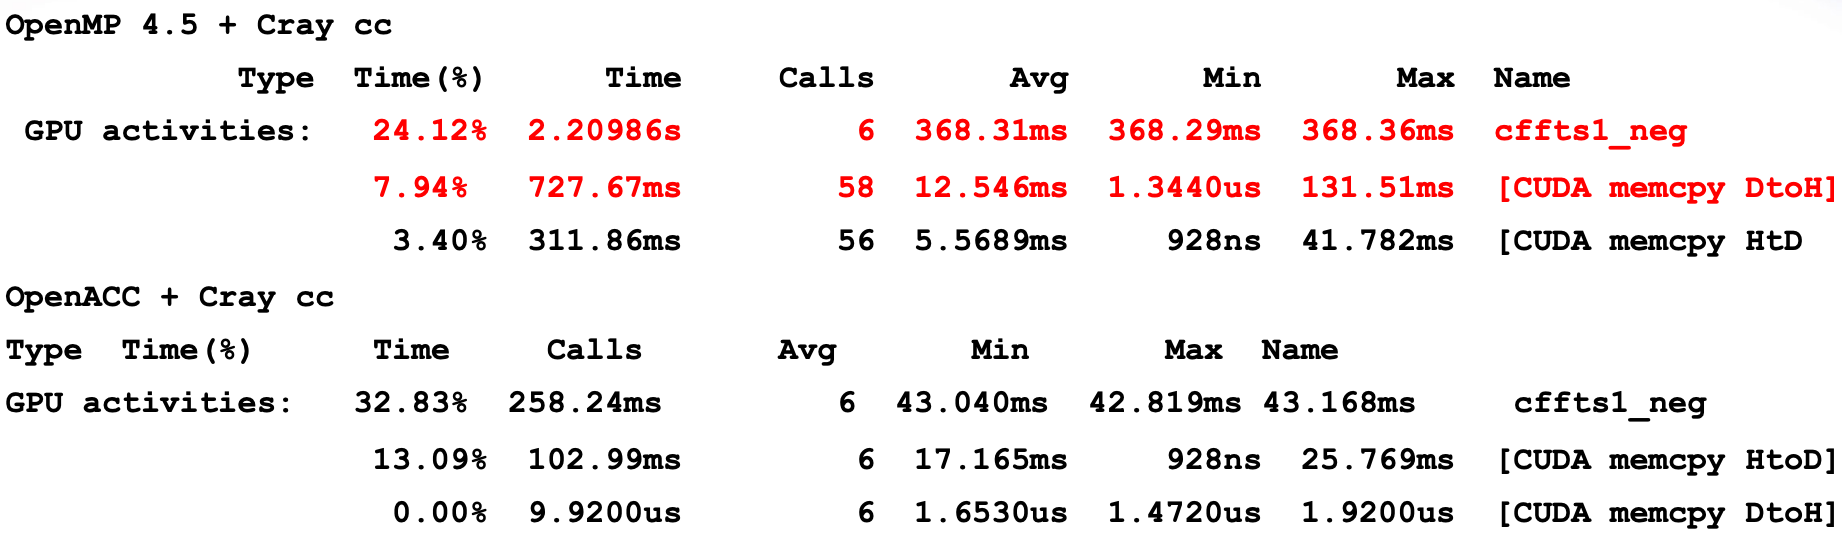 OpenMP 4.5 + Cray cc
Type Time(%) Time Calls Avg Min Max Name
GPU activities: 24.12% 2.20986s 6 368.31ms 368.29ms 368.36ms cffts1_neg
7.94% 727.67ms 58 12.546ms 1.3440us 131.51ms [CUDA memcpy DtoH]
3.40% 311.86ms 56 5.5689ms 928ns 41.782ms [CUDA memcpy HtD
OpenACC + Cray cc
Type Time(%) Time Calls Avg Min Max Name
GPU activities: 32.83% 258.24ms 6 43.040ms 42.819ms 43.168ms cffts1_neg
13.09% 102.99ms 6 17.165ms 928ns 25.769ms [CUDA memcpy HtoD]
0.00% 9.9200us 6 1.6530us 1.4720us 1.9200us [CUDA memcpy DtoH]